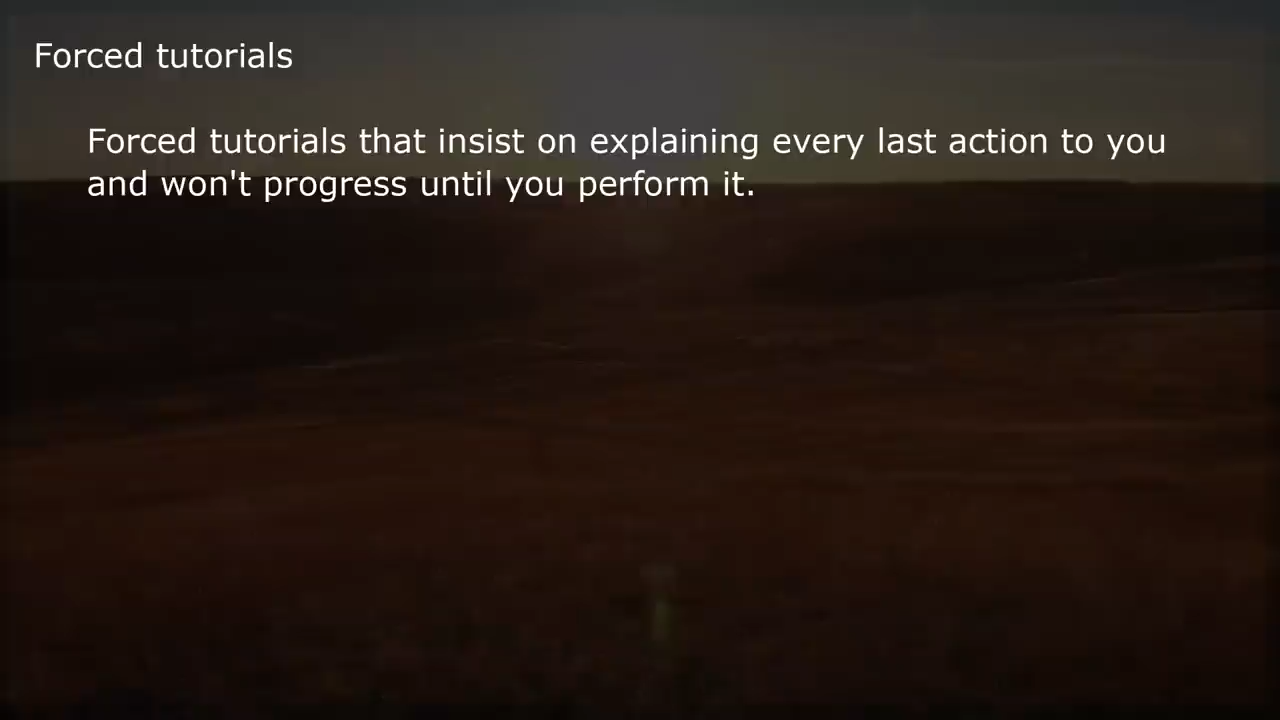 Forced tutorials
Forced tutorials that insist on explaining every last action to you
and won't progress until you perform it.